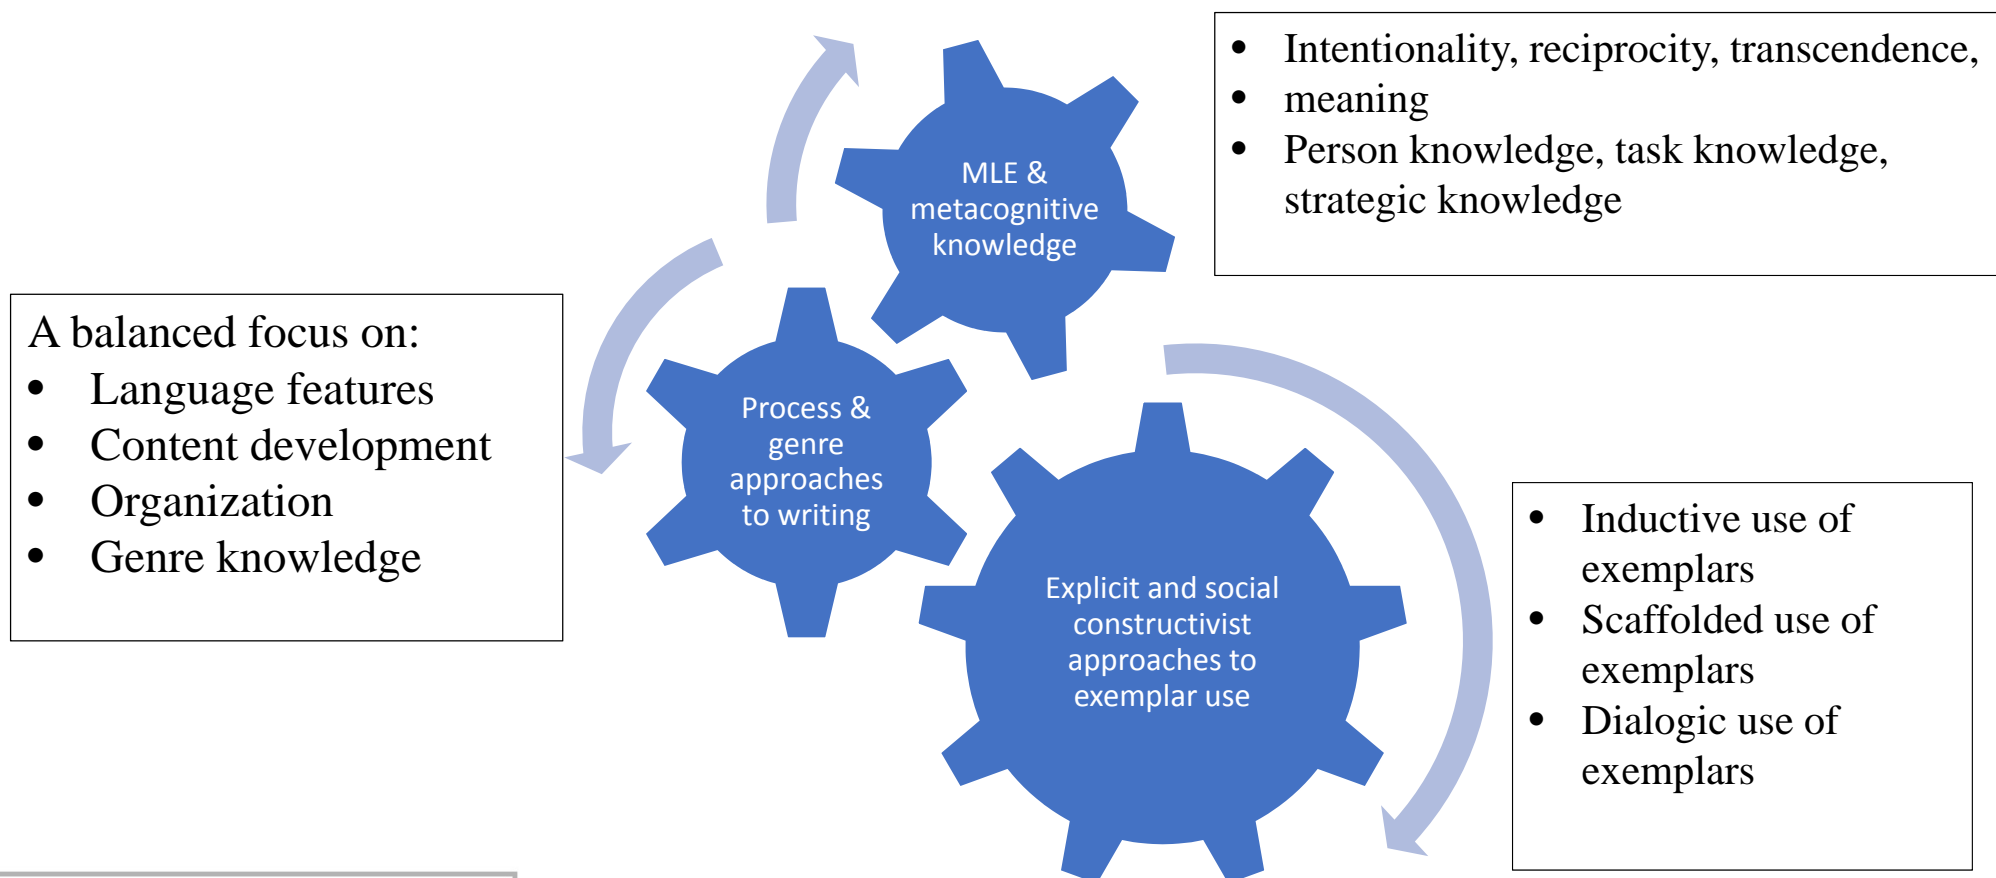 • Intentionality, reciprocity, transcendence,
• meaning
• Person knowledge, task knowledge,
strategic knowledge
MLE &
metacognitive
knowledge
A balanced focus on:
• Language features
• Content development
• Organization
• Genre knowledge
Process &
genre
approaches
to writing
Explicit and social
constructivist
approaches to
exemplar use
• Inductive use of
exemplars
• Scaffolded use of
exemplars
• Dialogic use of
exemplars